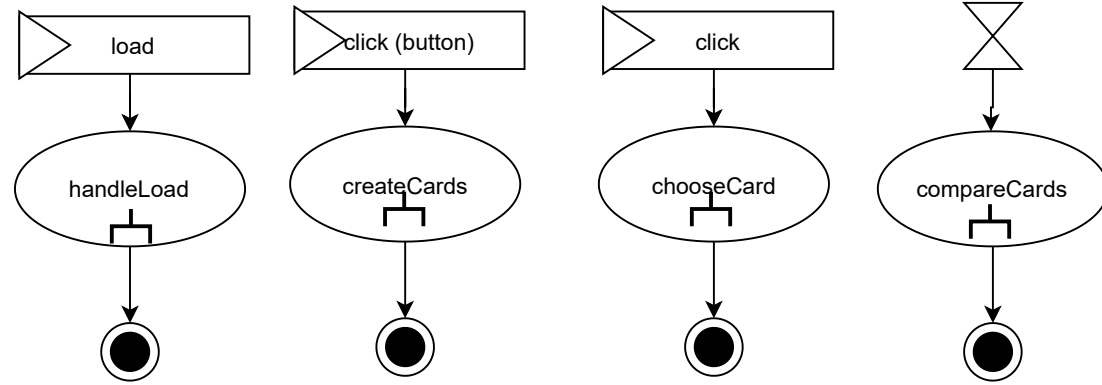 load
click (button)
click
handleLoad
createCards
chooseCard
compareCards